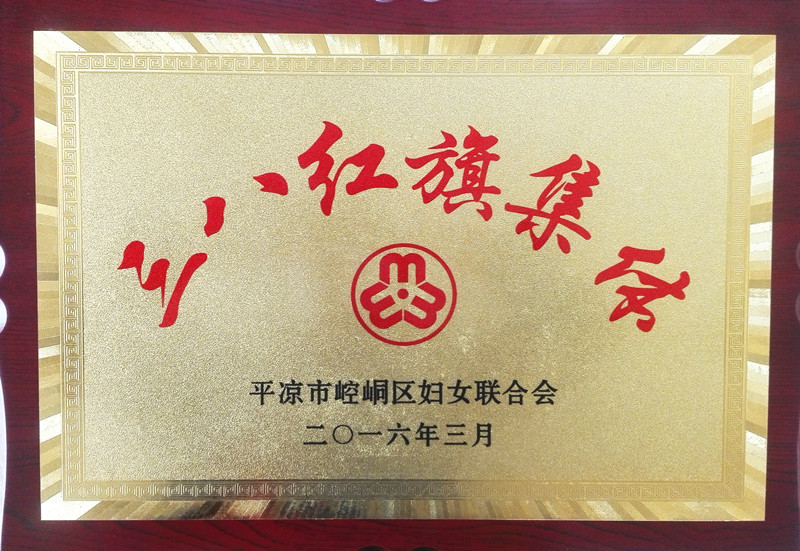 三八红旗集体
平凉市崆峒区妇女联合会
二〇一六年三月